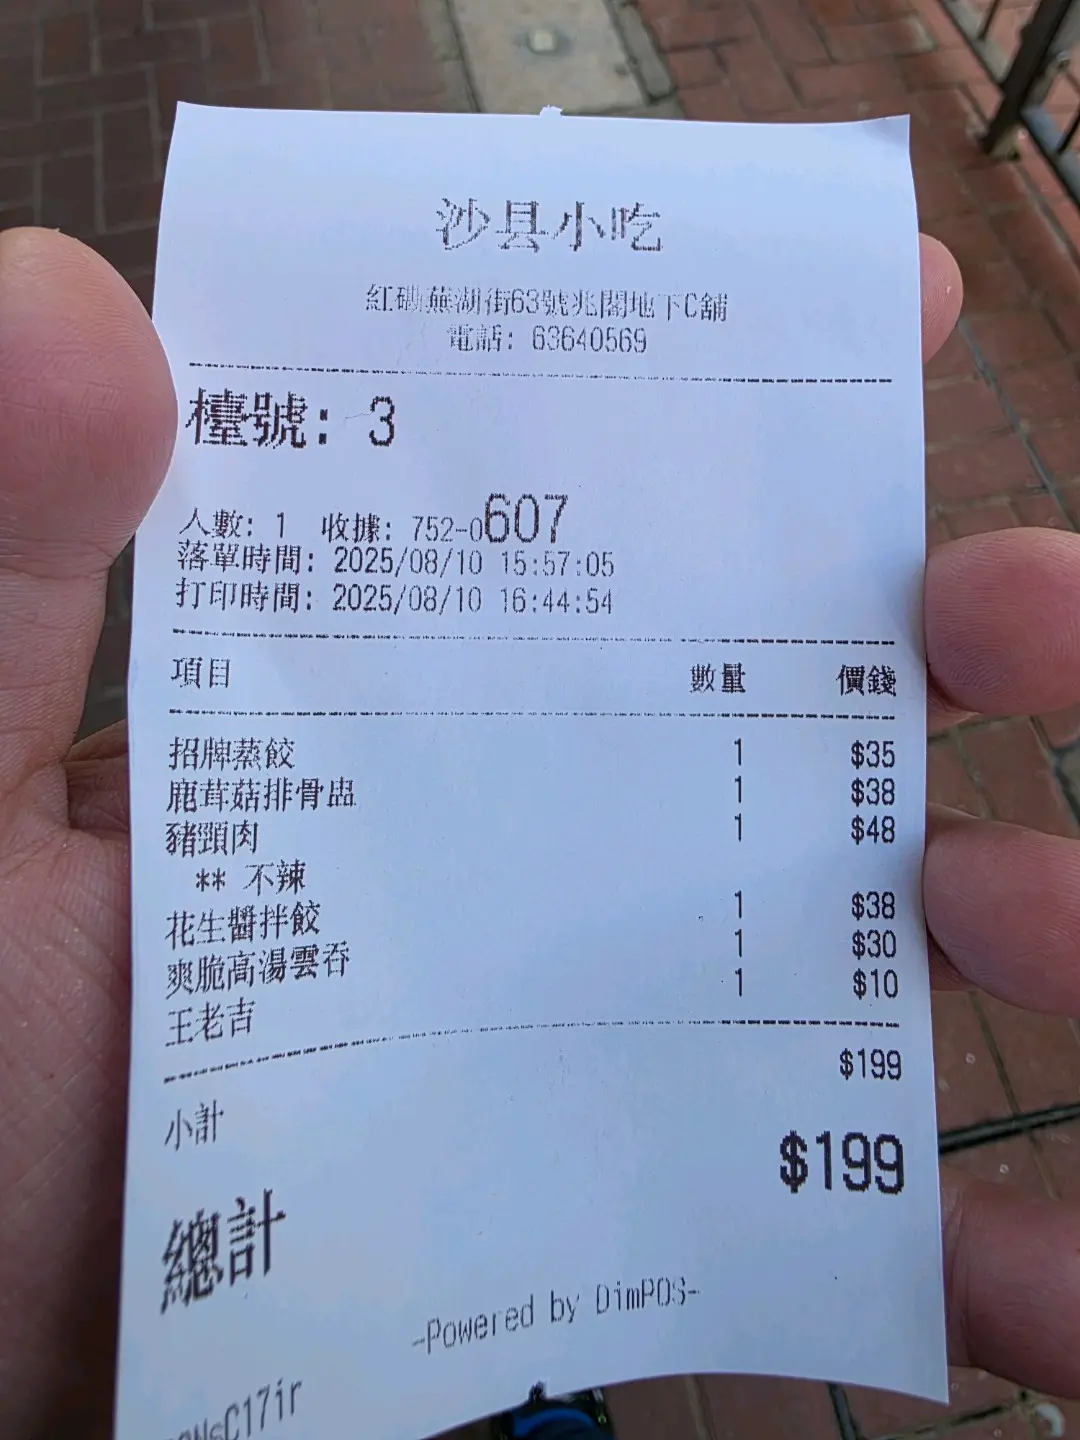 沙县小吃
紅磡蕪湖街63號兆閣地下C舖
電話: 63640569
檯號: 3
人數: 1 收據: 752-0607
落單時間: 2025/08/10 15:57:05
打印時間: 2025/08/10 16:44:54
項目 數量 價錢
招牌蒸餃 1 $35
鹿茸菇排骨盅 1 $38
豬頸肉 1 $48
** 不辣
花生醬拌餃 1 $38
爽脆高湯雲吞 1 $30
王老吉 1 $10
小計 $199
總計 $199
-Powered by DimPOS-